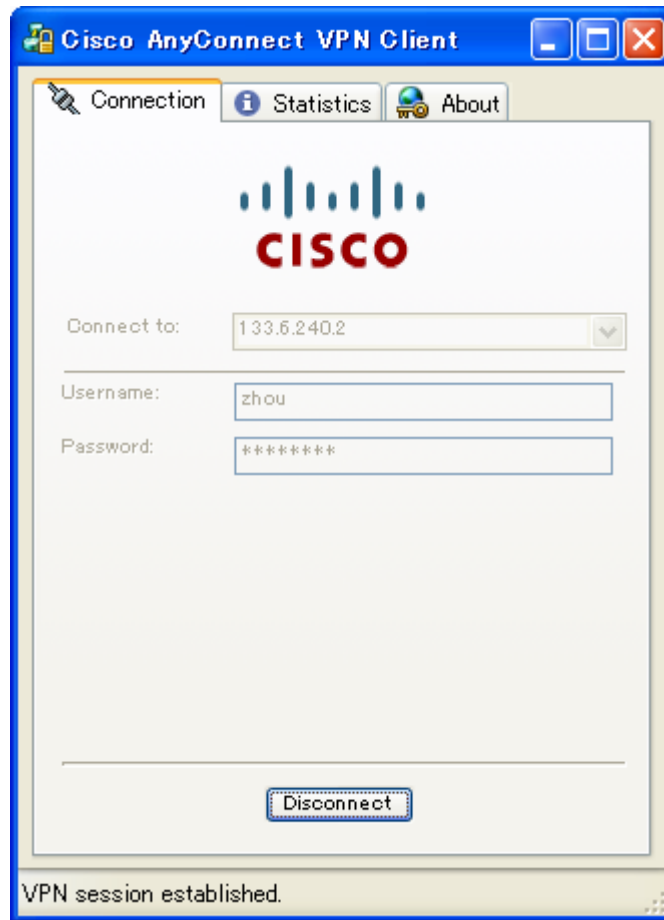 Cisco AnyConnect VPN Client
Connection Statistics About
CISCO
Connect to: 133.6.240.2
Username: zhou
Password: ********
Disconnect
VPN session established.